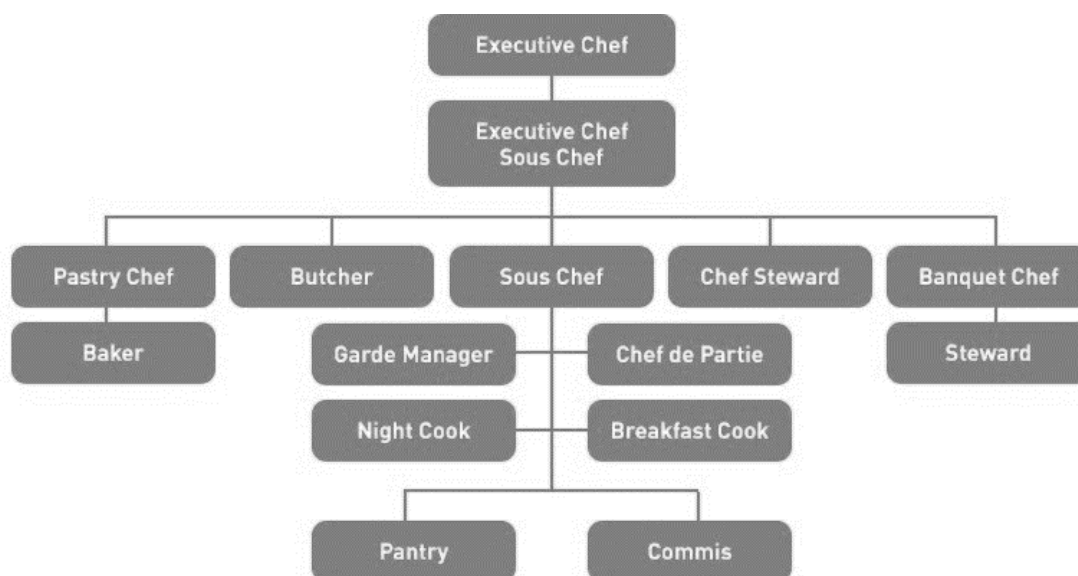 Executive Chef
Executive Chef
Sous Chef
Pastry Chef
Butcher
Sous Chef
Chef Steward
Banquet Chef
Baker
Garde Manager
Chef de Partie
Steward
Night Cook
Breakfast Cook
Pantry
Commis